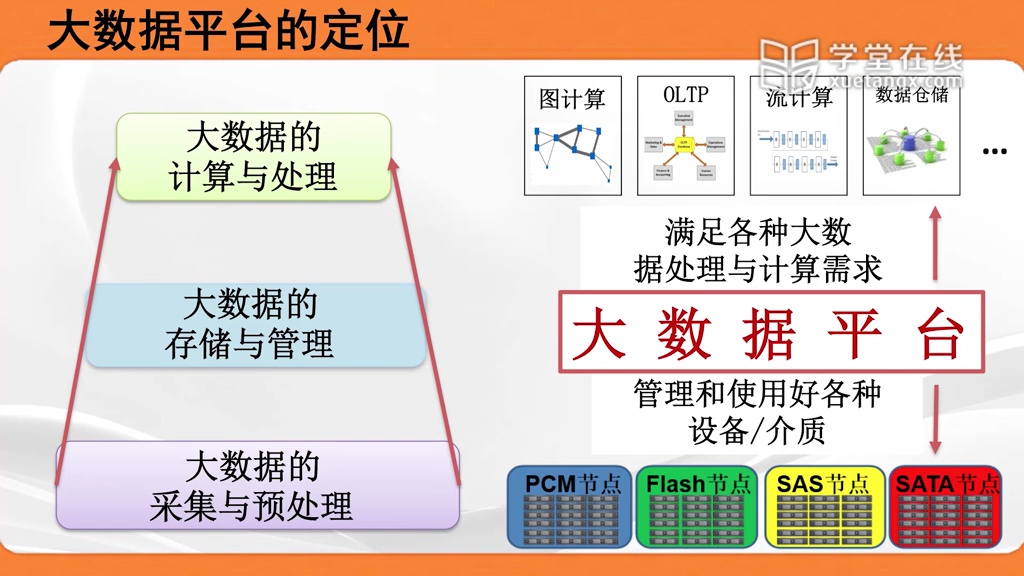 大数据平台的定位
学堂在线
xuetangx.com
大数据的
计算与处理
大数据的
存储与管理
大数据的
采集与预处理
图计算
OLTP
流计算
数据仓储
...
满足各种大数
据处理与计算需求
大数据平台
管理和使用好各种
设备/介质
PCM节点
Flash节点
SAS节点
SATA节点